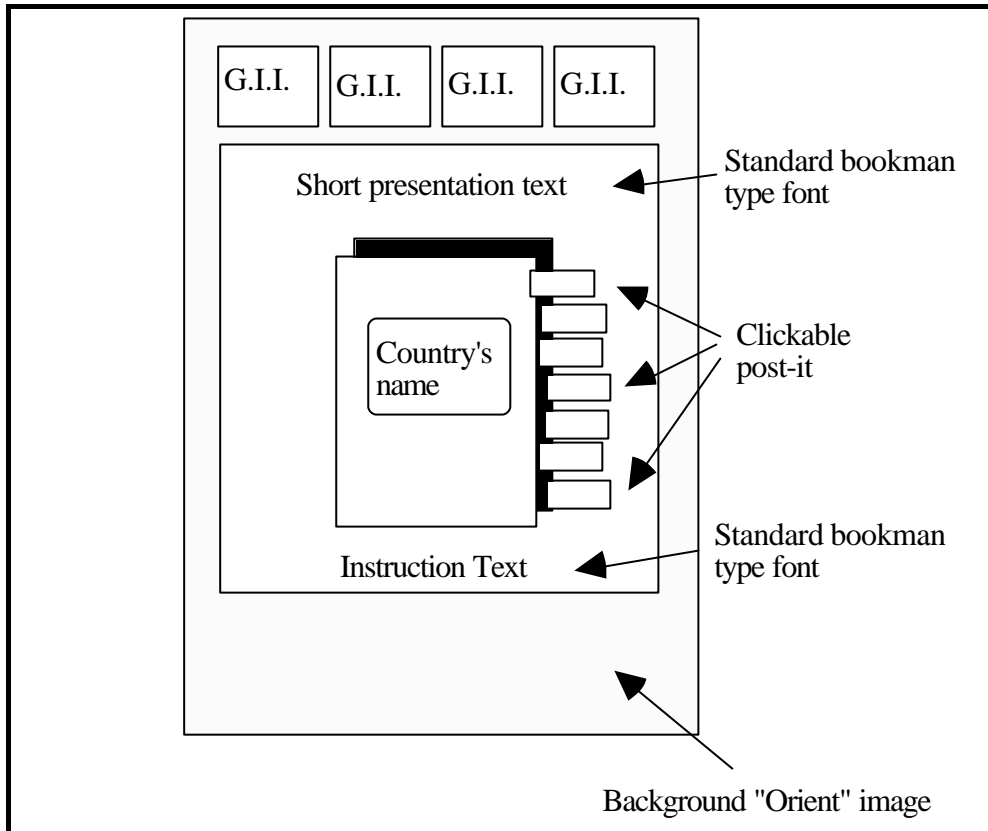 G.I.I. G.I.I. G.I.I. G.I.I.
Short presentation text
Standard bookman
type font
Country's
name
Clickable
post-it
Instruction Text
Standard bookman
type font
Background "Orient" image